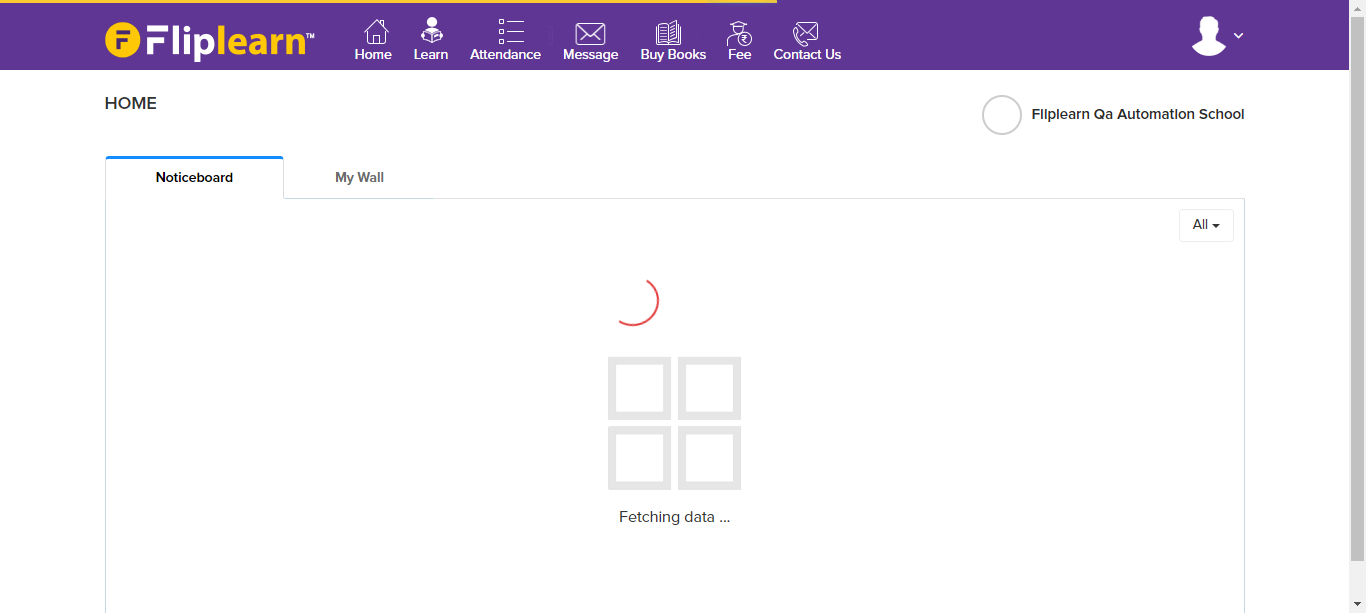 F Fliplearn™
Home Learn Attendance Message Buy Books Fee Contact Us
HOME
Fliplearn Qa Automation School
Noticeboard My Wall
All
Fetching data ...